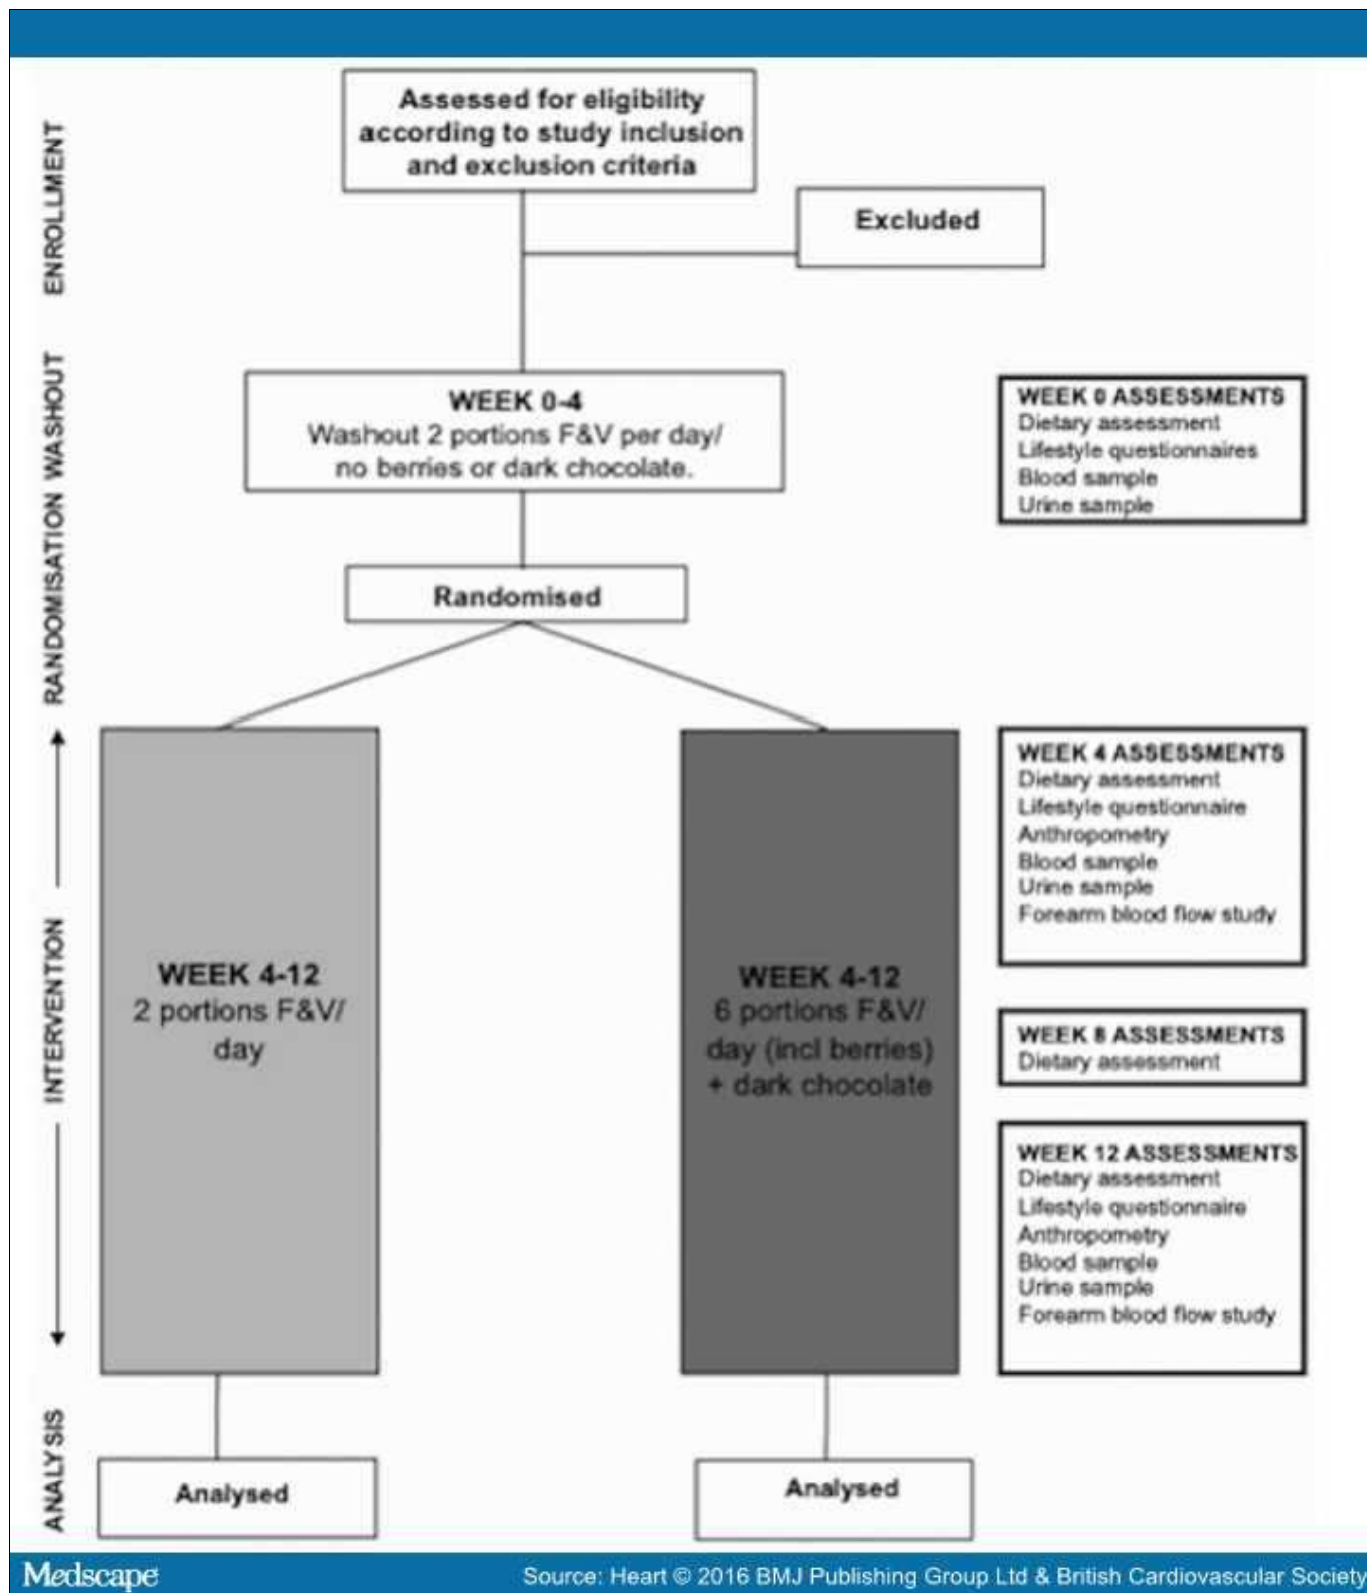 ENROLLMENT
Assessed for eligibility
according to study inclusion
and exclusion criteria
Excluded
RANDOMISATION WASHOUT
WEEK 0-4
Washout 2 portions F&V per day/
no berries or dark chocolate.
WEEK 0 ASSESSMENTS
Dietary assessment
Lifestyle questionnaires
Blood sample
Urine sample
Randomised
INTERVENTION
WEEK 4-12
2 portions F&V/
day
WEEK 4-12
6 portions F&V/
day (incl berries)
+ dark chocolate
WEEK 4 ASSESSMENTS
Dietary assessment
Lifestyle questionnaire
Anthropometry
Blood sample
Urine sample
Forearm blood flow study
WEEK 8 ASSESSMENTS
Dietary assessment
WEEK 12 ASSESSMENTS
Dietary assessment
Lifestyle questionnaire
Anthropometry
Blood sample
Urine sample
Forearm blood flow study
ANALYSIS
Analysed
Analysed
Medscape
Source: Heart © 2016 BMJ Publishing Group Ltd & British Cardiovascular Society